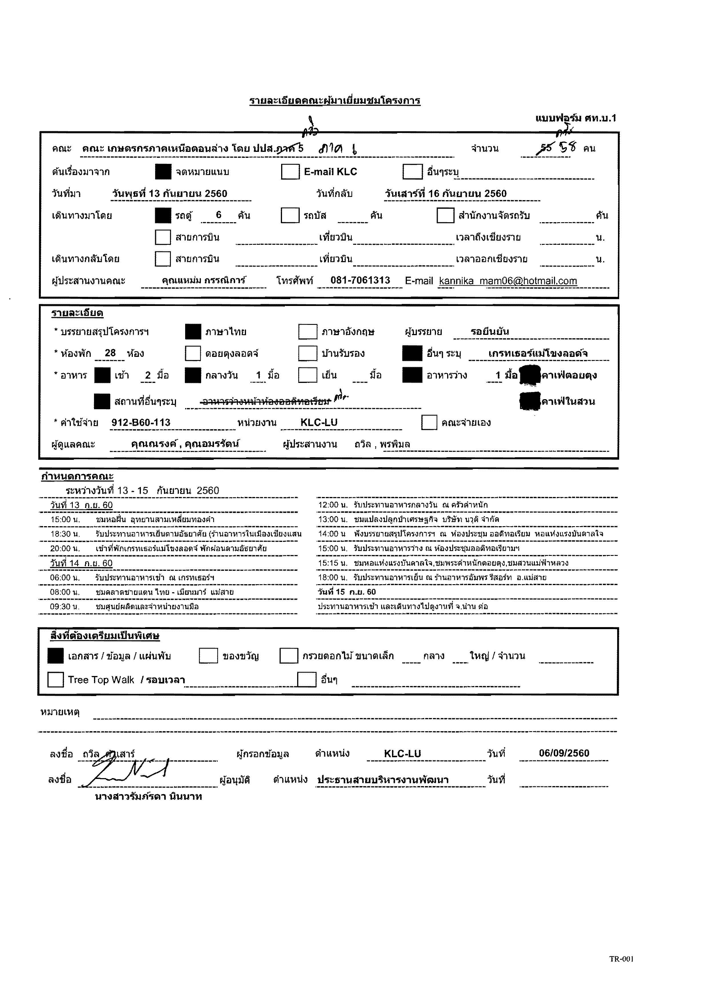 รายละเอียดคณะผู้มาเยี่ยมชมโครงการ
แบบฟอร์ม ศท.บ.1
คณะ คณะ เกษตรกรภาคเหนือตอนล่าง โดย ปปส.ภาค 5 ภาค 6 จำนวน 55 58 คน
ต้นเรื่องมาจาก จดหมายแนบ E-mail KLC อื่นๆระบุ
วันที่มา วันพุธที่ 13 กันยายน 2560 วันที่กลับ วันเสาร์ที่ 16 กันยายน 2560
เดินทางมาโดย รถตู้ 6 คัน รถบัส คัน สำนักงานจัดรถรับ คัน
สายการบิน เที่ยวบิน เวลาถึงเชียงราย น.
เดินทางกลับโดย สายการบิน เที่ยวบิน เวลาออกเชียงราย น.
ผู้ประสานงานคณะ คุณแหม่ม กรรณิการ์ โทรศัพท์ 081-7061313 E-mail kannika_mam06@hotmail.com
รายละเอียด
* บรรยายสรุปโครงการฯ ภาษาไทย ภาษาอังกฤษ ผู้บรรยาย รอยืนยัน
* ห้องพัก 28 ห้อง ดอยตุงลอดจ์ บ้านรับรอง อื่นๆ ระบุ เกรทเธอร์แม่โขงลอด์จ
* อาหาร เช้า 2 มื้อ กลางวัน 1 มื้อ เย็น มื้อ อาหารว่าง 1 มื้อ คาเฟ่ดอยตุง
สถานที่อื่นๆระบุ อาหารว่างหน้าห้องออดิทอเรียม คาเฟ่ในสวน
* ค่าใช้จ่าย 912-B60-113 หน่วยงาน KLC-LU คณะจ่ายเอง
ผู้ดูแลคณะ คุณณรงค์ , คุณอมรรัตน์ ผู้ประสานงาน ถวิล , พรพิมล
กำหนดการคณะ
ระหว่างวันที่ 13 - 15 กันยายน 2560
วันที่ 13 ก.ย. 60
15:00 น. ชมหอฝิ่น อุทยานสามเหลี่ยมทองคำ
18:30 น. รับประทานอาหารเย็นตามอัธยาศัย (ร้านอาหารในเมืองเชียงแสน
20:00 น. เข้าที่พักเกรทเธอร์แม่โขงลอดจ์ พักผ่อนตามอัธยาศัย
วันที่ 14 ก.ย. 60
06:00 น. รับประทานอาหารเช้า ณ เกรทเธอร์ฯ
08:00 น. ชมตลาดชายแดน ไทย - เมียนมาร์ แม่สาย
09:30 น. ชมศูนย์ผลิตและจำหน่ายงานมือ
12:00 น. รับประทานอาหารกลางวัน ณ ครัวตำหนัก
13:00 น. ชมแปลงปลูกป่าเศรษฐกิจ บริษัท นวุติ จำกัด
14:00 น ฟังบรรยายสรุปโครงการฯ ณ ห้องประชุม ออดิทอเรียม หอแห่งแรงบันดาลใจ
15:00 น. รับประทานอาหารว่าง ณ ห้องประชุมออดิทอเรียามฯ
15:15 น. ชมหอแห่งแรงบันดาลใจ,ชมพระตำหนักดอยตุง,ชมสวนแม่ฟ้าหลวง
18:00 น. รับประทานอาหารเย็น ณ ร้านอาหารอัมพร รีสอร์ท อ.แม่สาย
วันที่ 15 ก.ย. 60
ประทานอาหารเช้า และเดินทางไปดูงานที่ จ.น่าน ต่อ
สิ่งที่ต้องเตรียมเป็นพิเศษ
เอกสาร / ข้อมูล / แผ่นพับ ของขวัญ กรวยดอกไม้ ขนาดเล็ก กลาง ใหญ่ / จำนวน
Tree Top Walk / รอบเวลา อื่นๆ
หมายเหตุ
ลงชื่อ ถวิล คำเสาร์ ผู้กรอกข้อมูล ตำแหน่ง KLC-LU วันที่ 06/09/2560
ลงชื่อ ผู้อนุมัติ ตำแหน่ง ประธานสายบริหารงานพัฒนา วันที่
นางสาวรัมภ์รดา นินนาท
TR-001